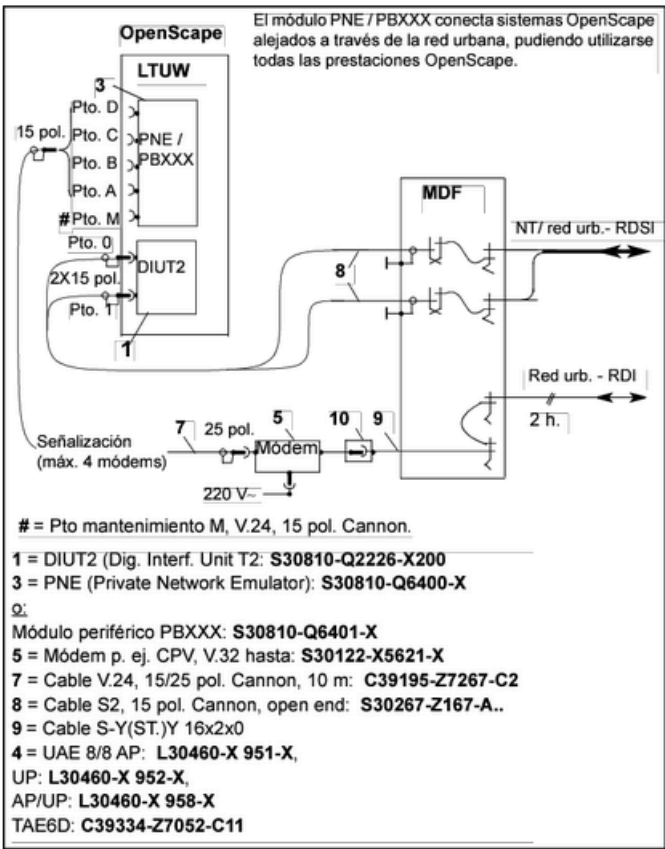 El módulo PNE / PBXXX conecta sistemas OpenScape
alejados a través de la red urbana, pudiendo utilizarse
todas las prestaciones OpenScape.
OpenScape
LTUW
3
Pto. D
15 pol.
Pto. C
PNE /
PBXXX
Pto. B
Pto. A
#Pto. M
Pto. 0
DIUT2
2X15 pol.
Pto. 1
1
MDF
NT/ red urb.- RDSI
8
Red urb. - RDI
2 h.
Señalización
(máx. 4 módems)
7
25 pol.
5
Módem
10
9
220 V~
# = Pto mantenimiento M, V.24, 15 pol. Cannon.
1 = DIUT2 (Dig. Interf. Unit T2: S30810-Q2226-X200
3 = PNE (Private Network Emulator): S30810-Q6400-X
o:
Módulo periférico PBXXX: S30810-Q6401-X
5 = Módem p. ej. CPV, V.32 hasta: S30122-X5621-X
7 = Cable V.24, 15/25 pol. Cannon, 10 m: C39195-Z7267-C2
8 = Cable S2, 15 pol. Cannon, open end: S30267-Z167-A..
9 = Cable S-Y(ST.)Y 16x2x0
4 = UAE 8/8 AP: L30460-X 951-X,
UP: L30460-X 952-X,
AP/UP: L30460-X 958-X
TAE6D: C39334-Z7052-C11